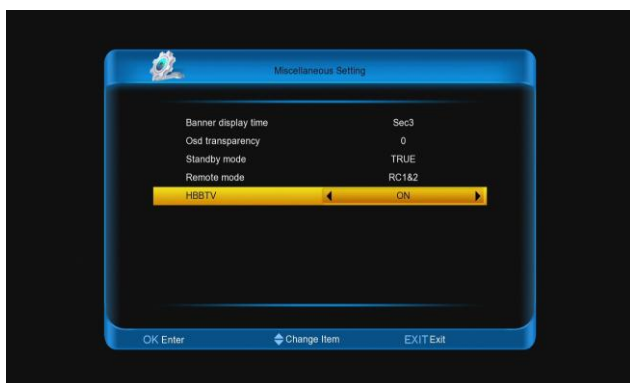 Miscellaneous Setting
Banner display time Sec3
Osd transparency 0
Standby mode TRUE
Remote mode RC1&2
HBBTV ON
OK Enter Change Item EXIT Exit